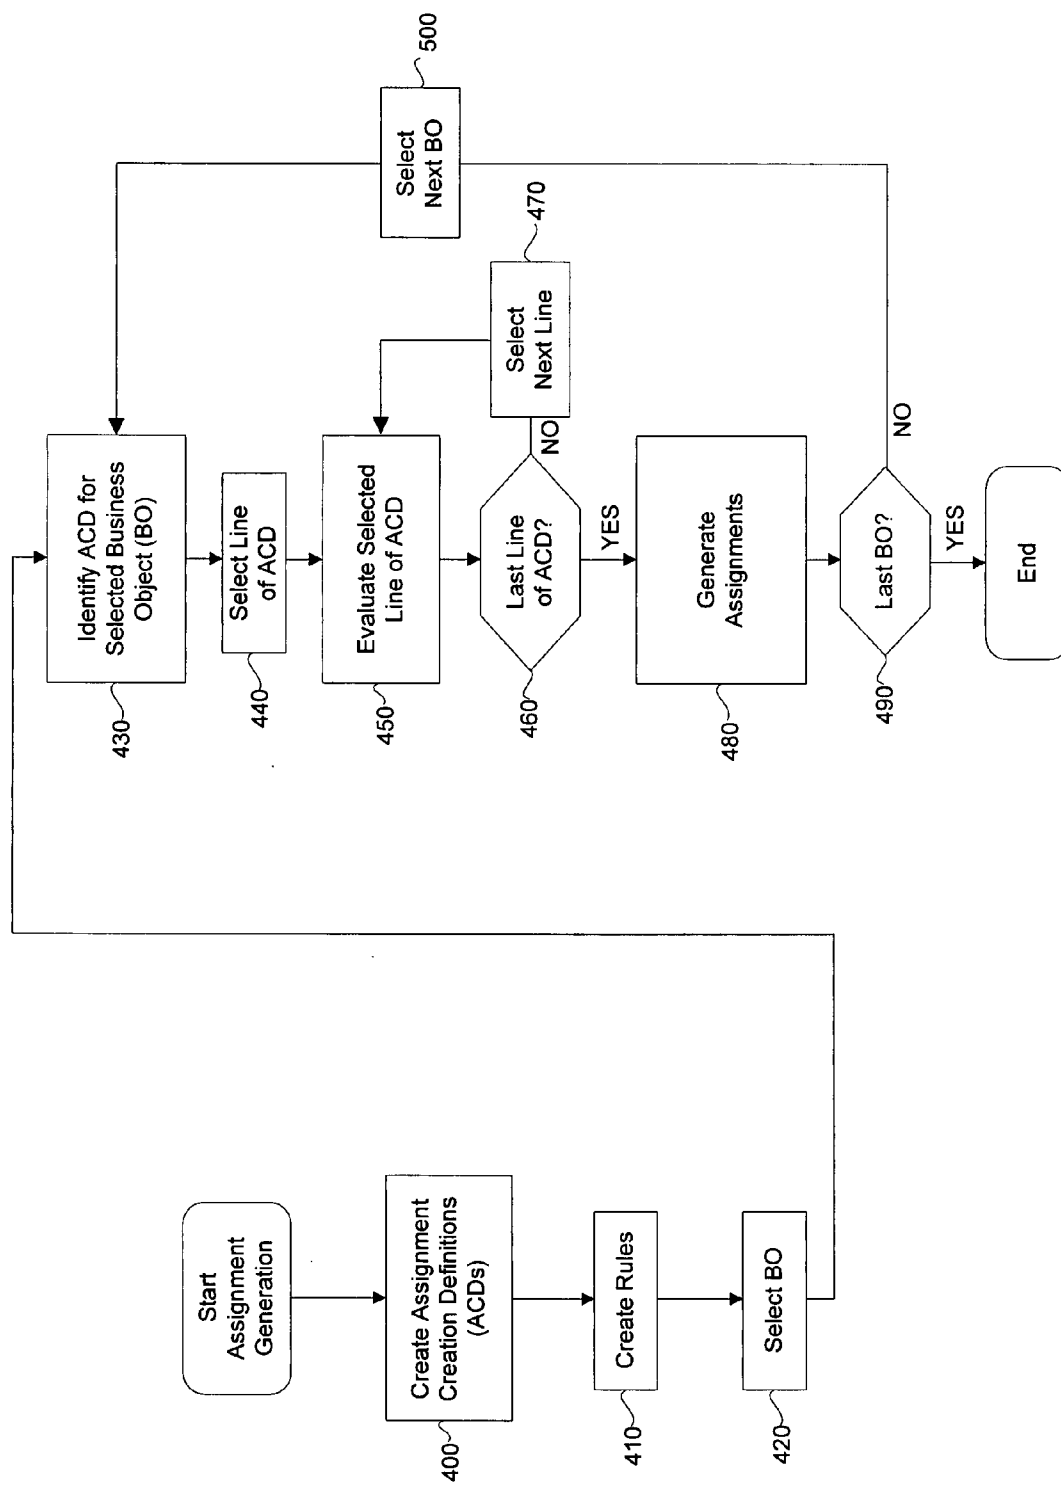 Start
Assignment
Generation
Create Assignment
Creation Definitions
(ACDs)
400
Create Rules
410
Select BO
420
Identify ACD for
Selected Business
Object (BO)
430
Select Line
of ACD
440
Evaluate Selected
Line of ACD
450
Last Line
of ACD?
460
NO
Select
Next Line
470
YES
Generate
Assignments
480
Last BO?
490
NO
Select
Next BO
500
YES
End